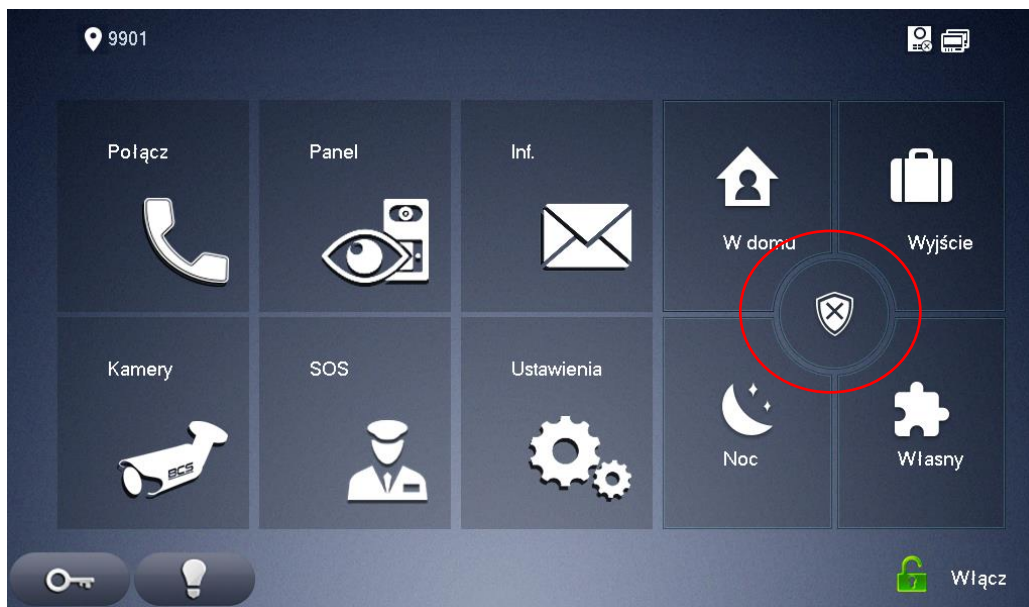 9901
Połącz
Panel
Inf.
W domu
Wyjście
Kamery
BCS
SOS
Ustawienia
Noc
Własny
Włącz